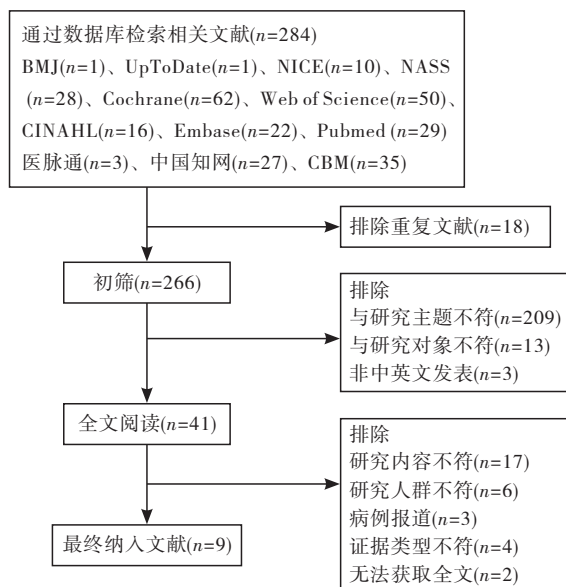 通过数据库检索相关文献(n=284)
BMJ(n=1)、UpToDate(n=1)、NICE(n=10)、NASS
(n=28)、Cochrane(n=62)、Web of Science(n=50)、
CINAHL(n=16)、Embase(n=22)、Pubmed (n=29)
医脉通(n=3)、中国知网(n=27)、CBM(n=35)
排除重复文献(n=18)
初筛(n=266)
排除
与研究主题不符(n=209)
与研究对象不符(n=13)
非中英文发表(n=3)
全文阅读(n=41)
排除
研究内容不符(n=17)
研究人群不符(n=6)
病例报道(n=3)
证据类型不符(n=4)
无法获取全文(n=2)
最终纳入文献(n=9)